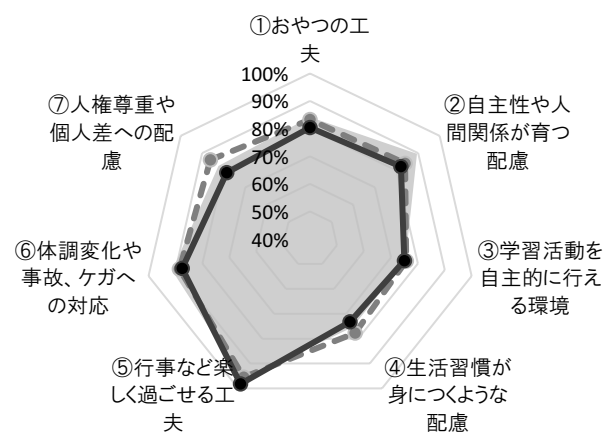 ①おやつの工
夫
100%
90%
80%
70%
60%
50%
40%
②自主性や人
間関係が育つ
配慮
③学習活動を
自主的に行え
る環境
④生活習慣が
身につくような
配慮
⑤行事など楽
しく過ごせる工
夫
⑥体調変化や
事故、ケガへ
の対応
⑦人権尊重や
個人差への配
慮